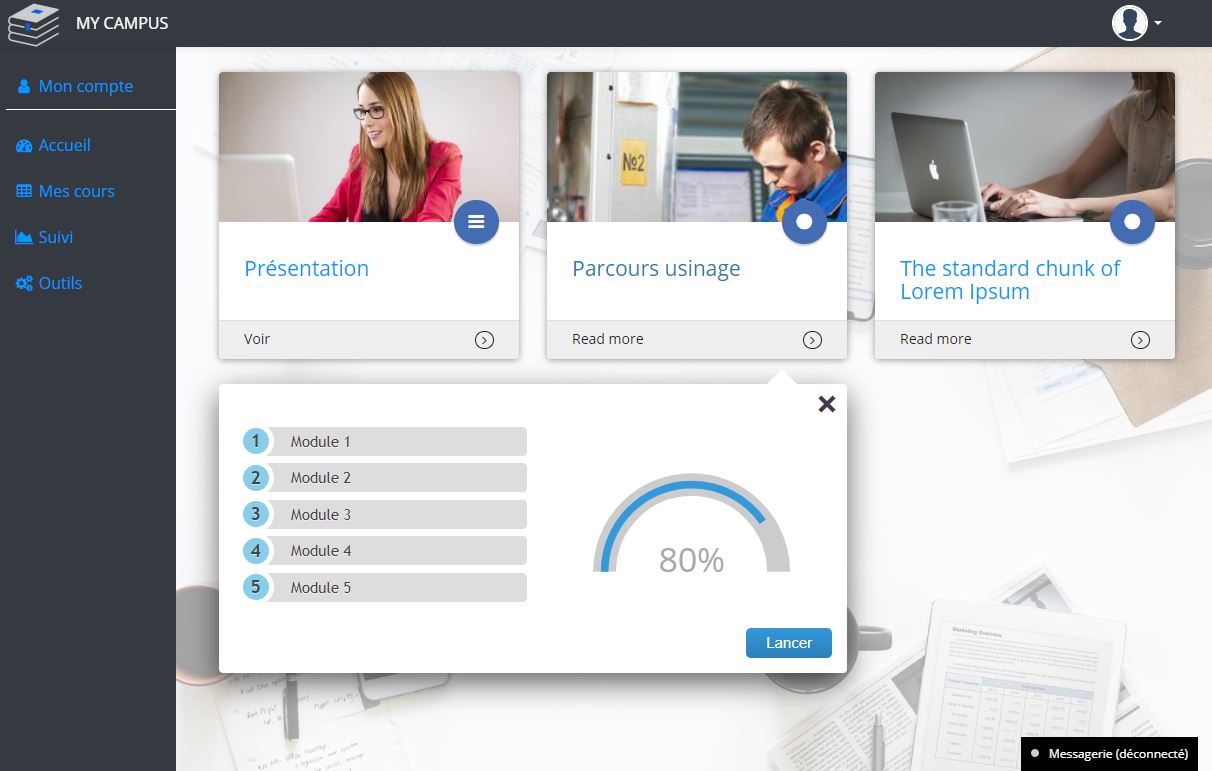 MY CAMPUS
Mon compte
Accueil
Mes cours
Suivi
Outils
N°2
Présentation
Voir
Parcours usinage
Read more
The standard chunk of
Lorem Ipsum
Read more
1 Module 1
2 Module 2
3 Module 3
4 Module 4
5 Module 5
80%
Lancer
Marketing Overview
Messagerie (déconnecté)